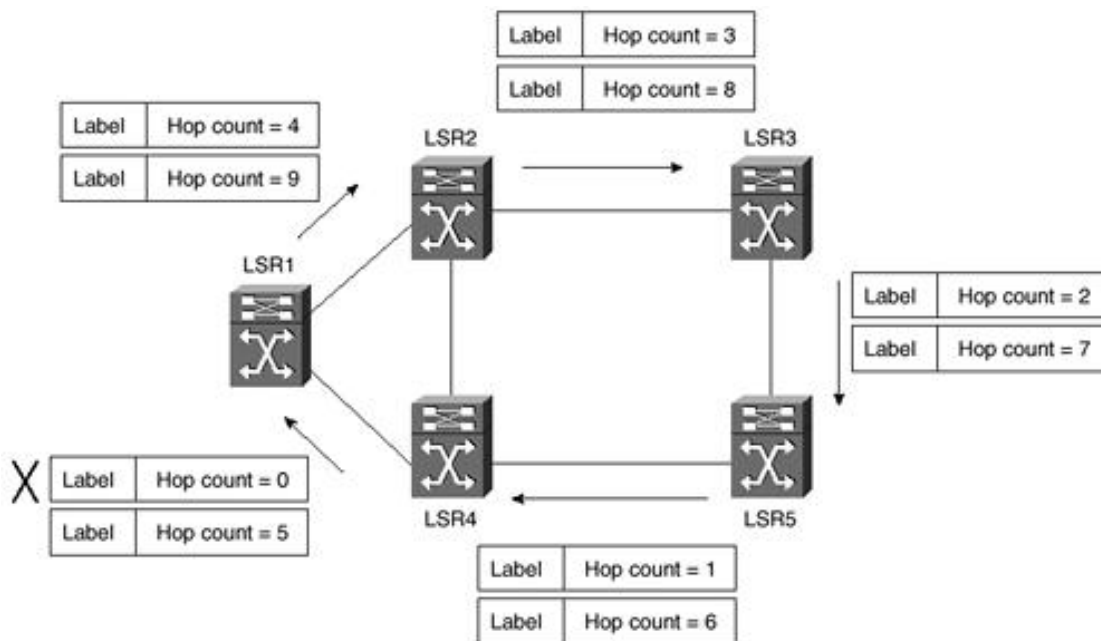 Label Hop count = 3
Label Hop count = 8
Label Hop count = 4
Label Hop count = 9
LSR2
LSR3
LSR1
Label Hop count = 2
Label Hop count = 7
X Label Hop count = 0
Label Hop count = 5
LSR4
LSR5
Label Hop count = 1
Label Hop count = 6